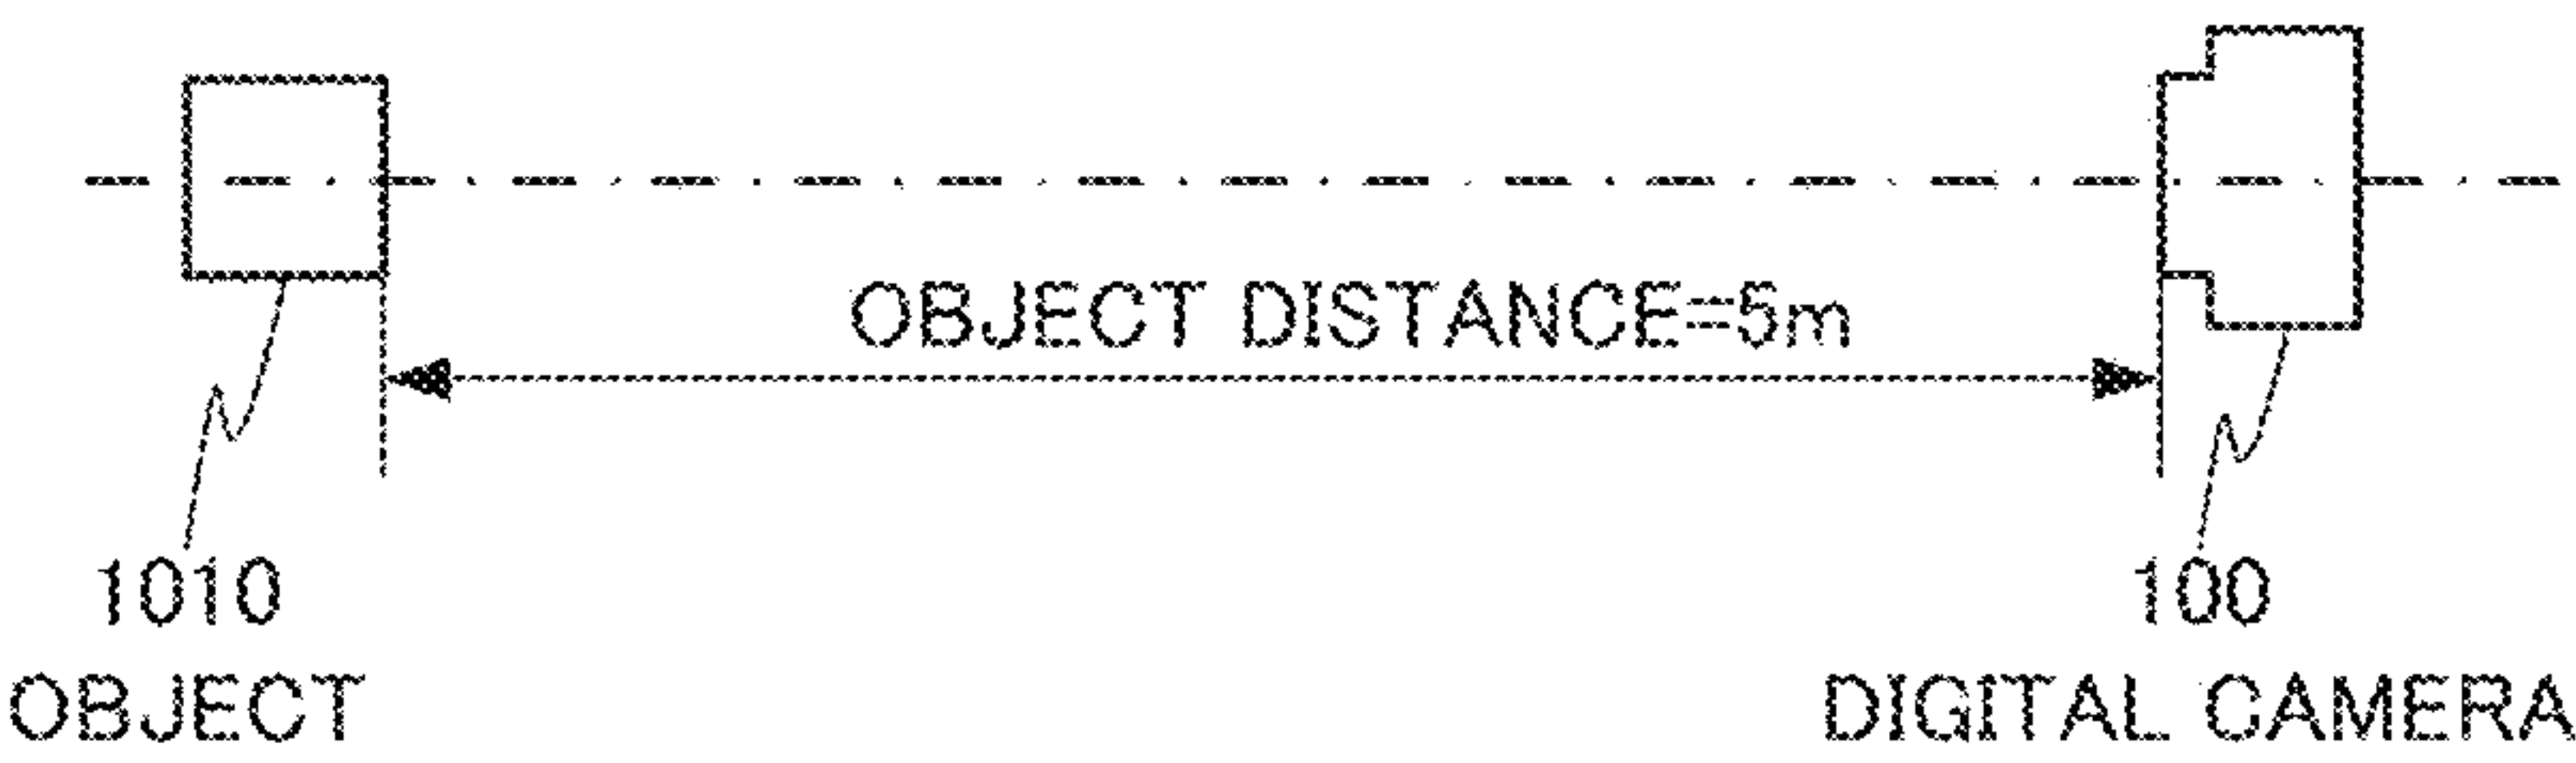 OBJECT DISTANCE=5m
1010
OBJECT
100
DIGITAL CAMERA